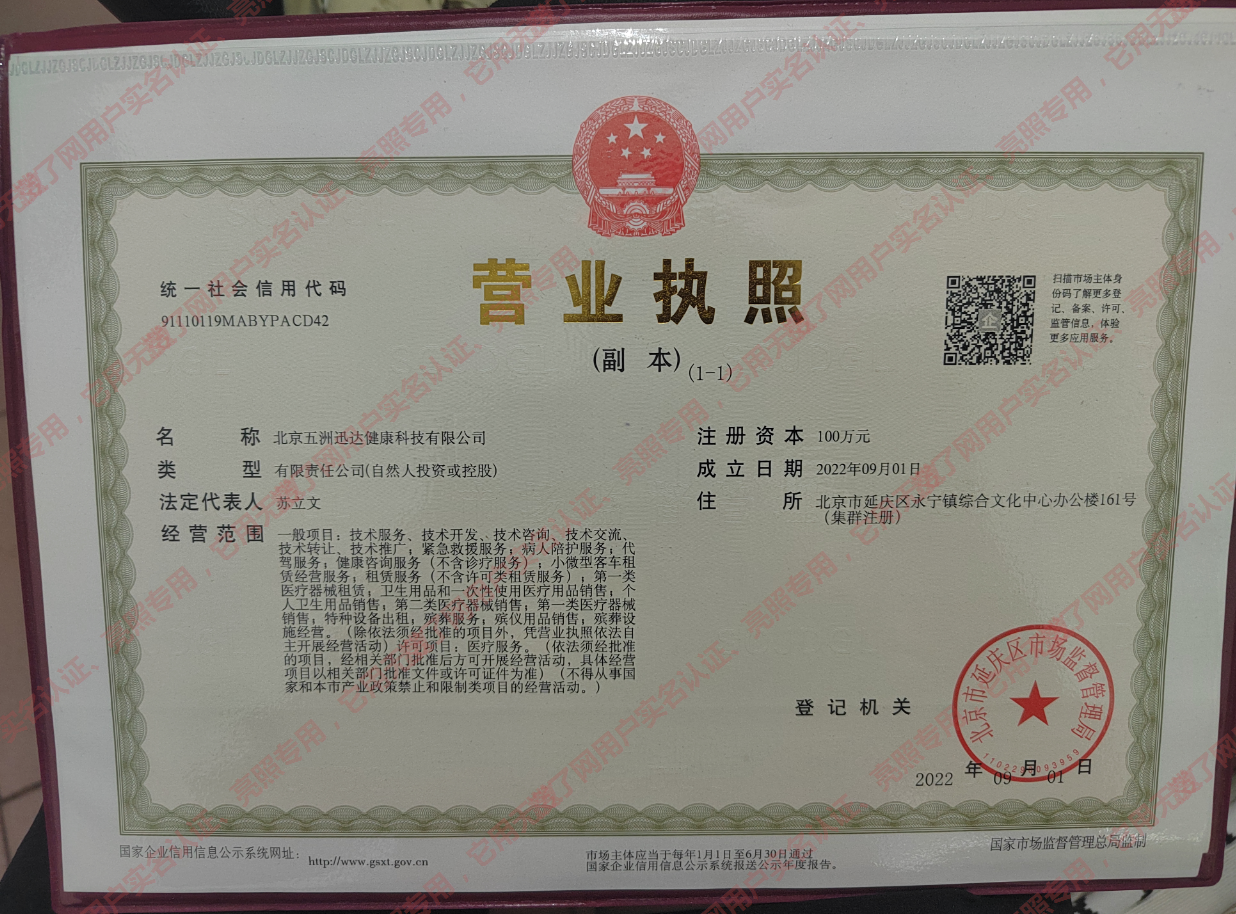 营业执照
(副 本) (1-1)
统一社会信用代码
91110119MABYPACD42
扫描市场主体身
份码了解更多登
记、备案、许可、
监管信息，体验
更多应用服务。
名 称 北京五洲迅达健康科技有限公司
类 型 有限责任公司(自然人投资或控股)
法定代表人 苏立文
经营范围 一般项目：技术服务、技术开发、技术咨询、技术交流、
技术转让、技术推广；紧急救援服务；病人陪护服务；代
驾服务；健康咨询服务（不含诊疗服务）；小微型客车租
赁经营服务；租赁服务（不含许可类租赁服务）；第一类
医疗器械租赁；卫生用品和一次性使用医疗用品销售；个
人卫生用品销售；第二类医疗器械销售；第一类医疗器械
销售；特种设备出租；殡葬服务；殡仪用品销售；殡葬设
施经营。（除依法须经批准的项目外，凭营业执照依法自
主开展经营活动）许可项目：医疗服务。（依法须经批准
的项目，经相关部门批准后方可开展经营活动，具体经营
项目以相关部门批准文件或许可证件为准）（不得从事国
家和本市产业政策禁止和限制类项目的经营活动。）
注册资本 100万元
成立日期 2022年09月01日
住 所 北京市延庆区永宁镇综合文化中心办公楼161号
（集群注册）
登记机关
北京市延庆区市场监督管理局
2022 年 09 月 01 日
国家企业信用信息公示系统网址： http://www.gsxt.gov.cn
市场主体应当于每年1月1日至6月30日通过
国家企业信用信息公示系统报送公示年度报告。
国家市场监督管理总局监制
亮照专用，它用无效
了网用户实名认证、